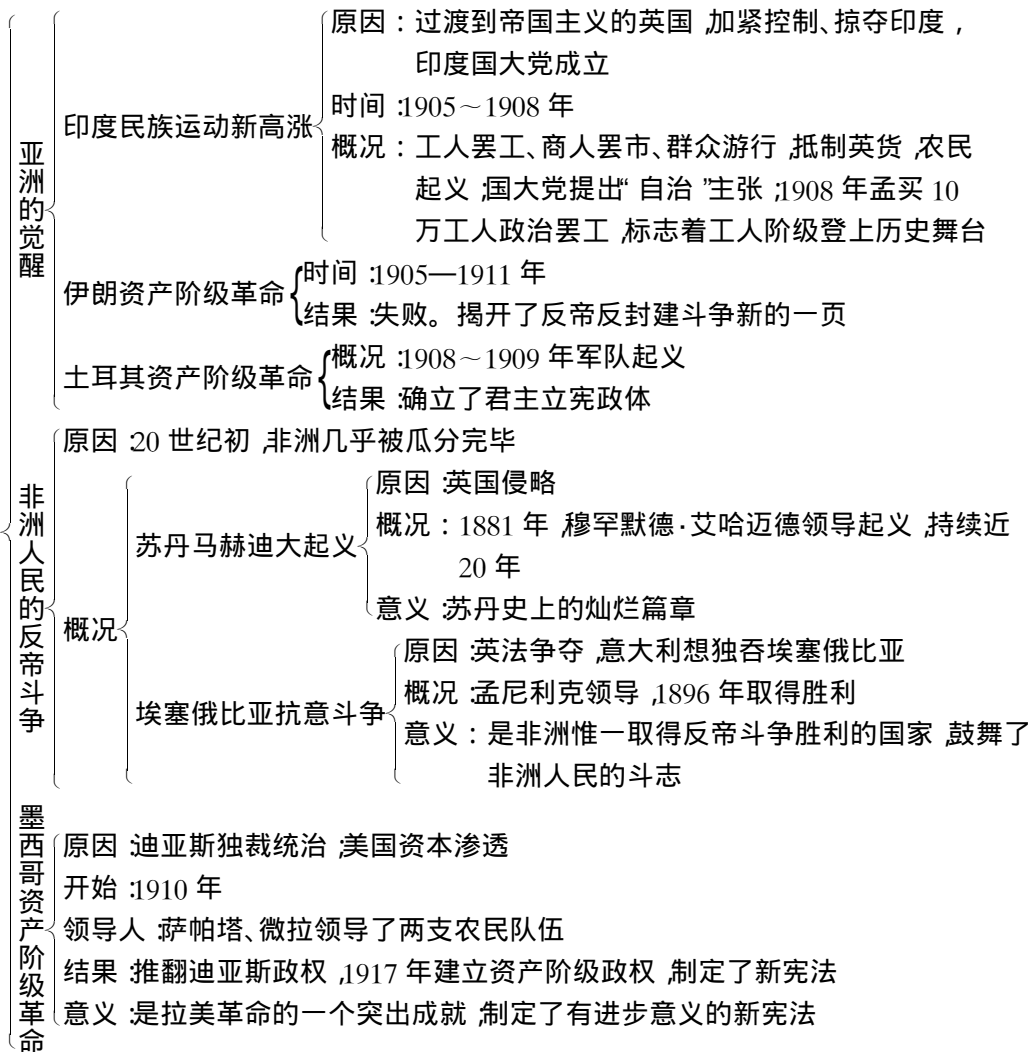 亚洲的觉醒
印度民族运动新高涨
原因：过渡到帝国主义的英国,加紧控制、掠夺印度，
印度国大党成立
时间:1905～1908 年
概况：工人罢工、商人罢市、群众游行,抵制英货,农民
起义;国大党提出“自治”主张;1908 年孟买 10
万工人政治罢工,标志着工人阶级登上历史舞台
伊朗资产阶级革命
时间:1905—1911 年
结果:失败。揭开了反帝反封建斗争新的一页
土耳其资产阶级革命
概况:1908～1909 年军队起义
结果:确立了君主立宪政体
非洲人民的反帝斗争
原因:20 世纪初,非洲几乎被瓜分完毕
概况
苏丹马赫迪大起义
原因:英国侵略
概况：1881 年,穆罕默德·艾哈迈德领导起义,持续近
20 年
意义:苏丹史上的灿烂篇章
埃塞俄比亚抗意斗争
原因:英法争夺,意大利想独吞埃塞俄比亚
概况:孟尼利克领导,1896 年取得胜利
意义：是非洲惟一取得反帝斗争胜利的国家,鼓舞了
非洲人民的斗志
墨西哥资产阶级革命
原因:迪亚斯独裁统治;美国资本渗透
开始:1910 年
领导人:萨帕塔、微拉领导了两支农民队伍
结果:推翻迪亚斯政权,1917 年建立资产阶级政权,制定了新宪法
意义:是拉美革命的一个突出成就;制定了有进步意义的新宪法